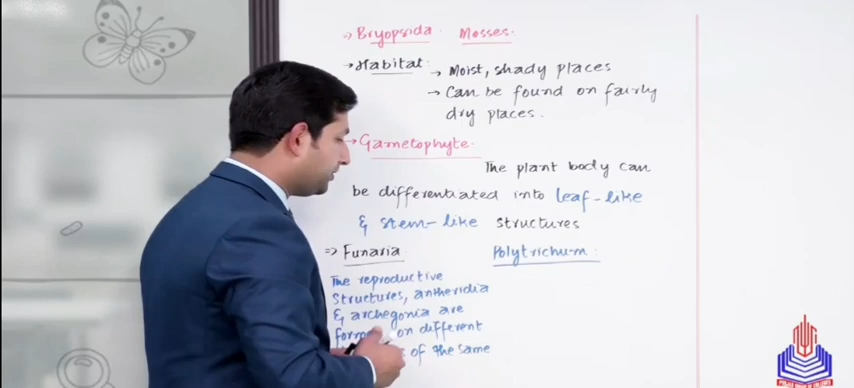 → Bryopsida Mosses
→ Habitat → Moist, shady places
→ Can be found on fairly
dry places.
→ Gametophyte
The plant body can
be differentiated into leaf-like
& stem-like structures
⇒ Funaria Polytrichum
The reproductive
structures, antheridia
& archegonia are
on different
of the same